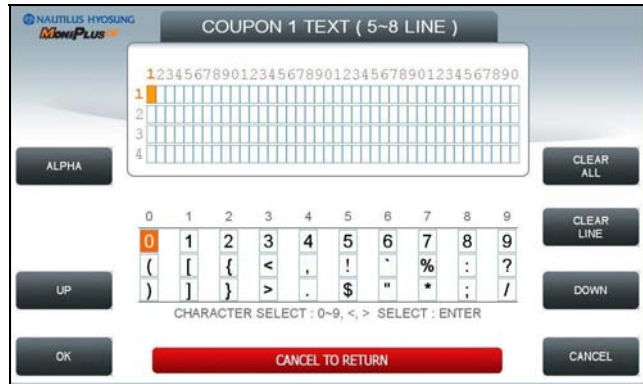 NAUTILUS HYOSUNG
MoniPlus CE
COUPON 1 TEXT ( 5~8 LINE )
1234567890123456789012345678901234567890
1
2
3
4
ALPHA
CLEAR ALL
0 1 2 3 4 5 6 7 8 9
0 1 2 3 4 5 6 7 8 9
( [ { < , ! ` % : ?
) ] } > . $ " * ; /
CLEAR LINE
UP
DOWN
CHARACTER SELECT : 0~9, <, > SELECT : ENTER
OK
CANCEL TO RETURN
CANCEL